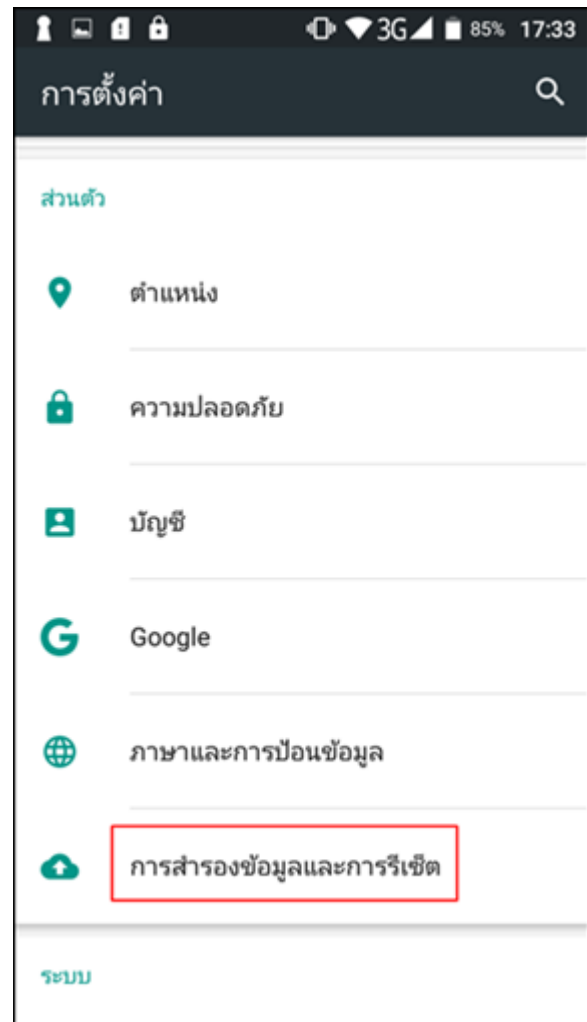 3G 85% 17:33
การตั้งค่า
ส่วนตัว
ตำแหน่ง
ความปลอดภัย
บัญชี
Google
ภาษาและการป้อนข้อมูล
การสำรองข้อมูลและการรีเซ็ต
ระบบ